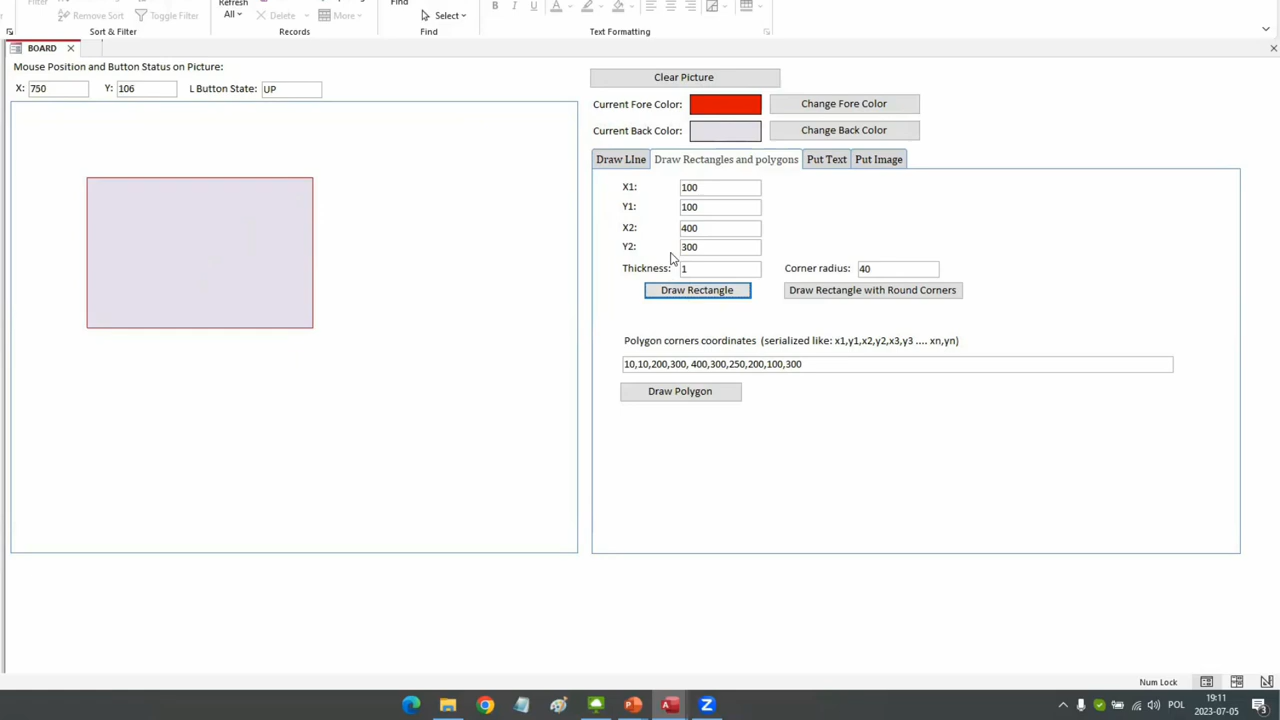 Filter
Remove Sort
Toggle Filter
Sort & Filter
Refresh
All
Delete
More
Records
Find
Select
Find
B I U A
Text Formatting
BOARD
Mouse Position and Button Status on Picture:
X: 750 Y: 106 L Button State: UP
Clear Picture
Current Fore Color: Change Fore Color
Current Back Color: Change Back Color
Draw LIne Draw Rectangles and polygons Put Text Put Image
X1: 100
Y1: 100
X2: 400
Y2: 300
Thickness: 1 Corner radius: 40
Draw Rectangle Draw Rectangle with Round Corners
Polygon corners coordinates (serialized like: x1,y1,x2,y2,x3,y3 .... xn,yn)
10,10,200,300, 400,300,250,200,100,300
Draw Polygon
Num Lock
POL
19:11
2023-07-05